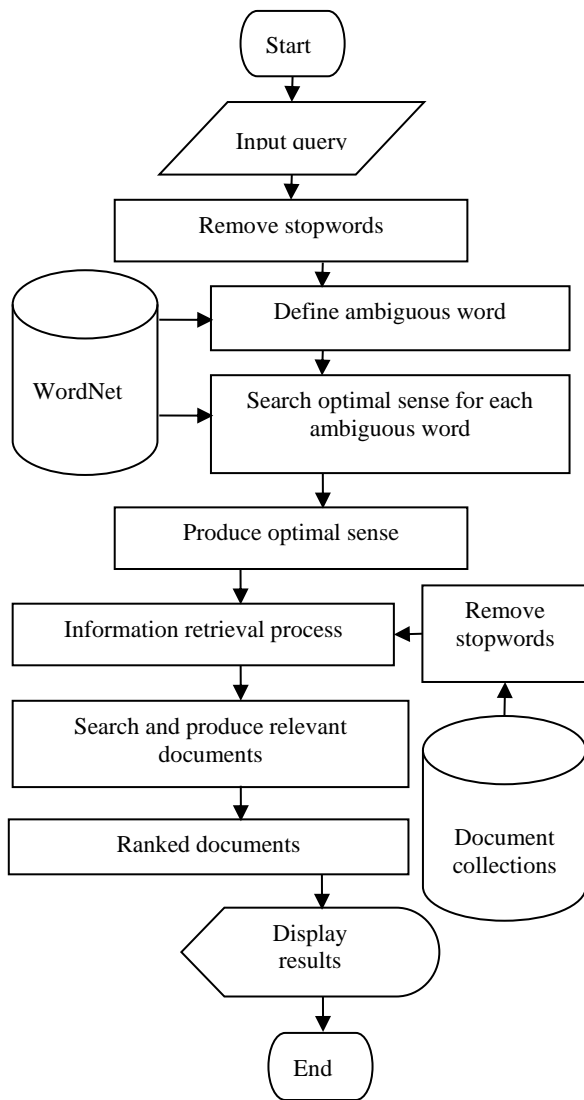 Start
Input query
Remove stopwords
Define ambiguous word
WordNet
Search optimal sense for each
ambiguous word
Produce optimal sense
Information retrieval process
Remove
stopwords
Search and produce relevant
documents
Document
collections
Ranked documents
Display
results
End